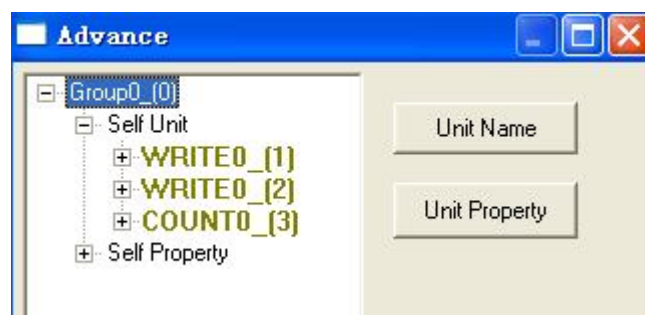 Advance
Group0_(0)
Self Unit
Unit Name
WRITE0_(1)
WRITE0_(2)
Unit Property
COUNT0_(3)
Self Property